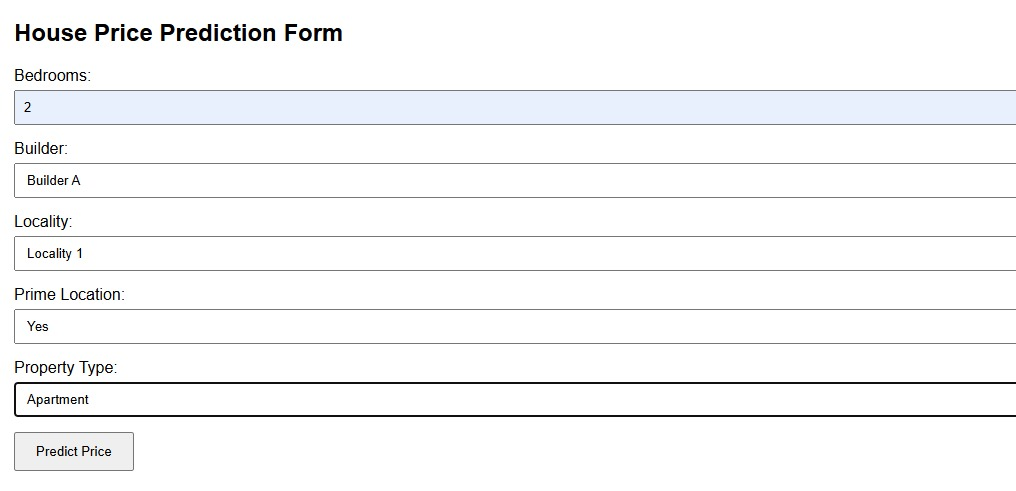 House Price Prediction Form
Bedrooms:
2
Builder:
Builder A
Locality:
Locality 1
Prime Location:
Yes
Property Type:
Apartment
Predict Price